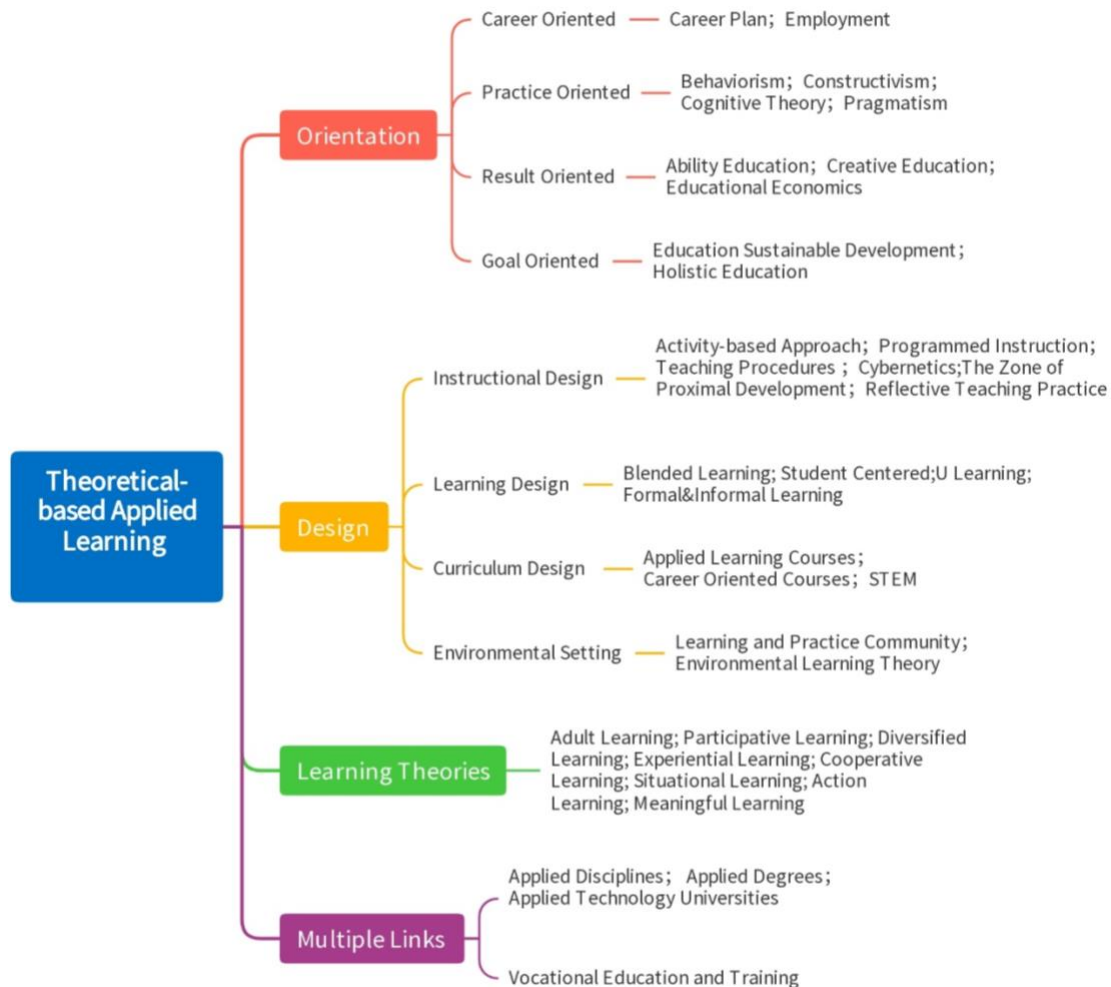 Theoretical-
based Applied
Learning
Orientation
Career Oriented
Career Plan; Employment
Practice Oriented
Behaviorism; Constructivism;
Cognitive Theory; Pragmatism
Result Oriented
Ability Education; Creative Education;
Educational Economics
Goal Oriented
Education Sustainable Development;
Holistic Education
Design
Instructional Design
Activity-based Approach; Programmed Instruction;
Teaching Procedures ; Cybernetics;The Zone of
Proximal Development; Reflective Teaching Practice
Learning Design
Blended Learning; Student Centered;U Learning;
Formal&Informal Learning
Curriculum Design
Applied Learning Courses;
Career Oriented Courses; STEM
Environmental Setting
Learning and Practice Community;
Environmental Learning Theory
Learning Theories
Adult Learning; Participative Learning; Diversified
Learning; Experiential Learning; Cooperative
Learning; Situational Learning; Action
Learning; Meaningful Learning
Multiple Links
Applied Disciplines; Applied Degrees;
Applied Technology Universities
Vocational Education and Training